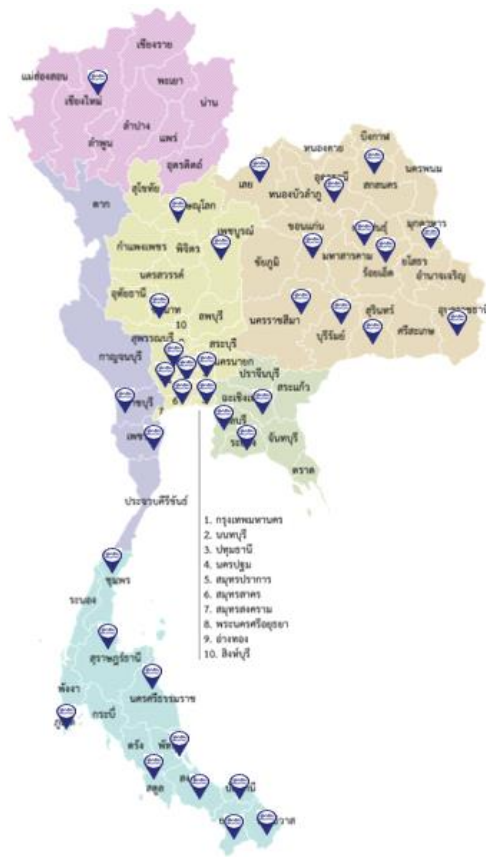 เชียงราย
แม่ฮ่องสอน
พะเยา
เชียงใหม่
น่าน
ลำปาง
ลำพูน
แพร่
อุตรดิตถ์
บึงกาฬ
หนองคาย
เลย
สกลนคร
นครพนม
หนองบัวลำภู
สุโขทัย
ตาก
เพชรบูรณ์
ขอนแก่น
มุกดาหาร
กำแพงเพชร
พิจิตร
มหาสารคาม
ยโสธร
ชัยภูมิ
ร้อยเอ็ด
อำนาจเจริญ
นครสวรรค์
อุทัยธานี
ลพบุรี
นครราชสีมา
สุรินทร์
บุรีรัมย์
ศรีสะเกษ
10
สุพรรณบุรี
สระบุรี
กาญจนบุรี
นครนายก
ปราจีนบุรี
สระแก้ว
6
7
จันทบุรี
ตราด
ประจวบคีรีขันธ์
1. กรุงเทพมหานคร
2. นนทบุรี
3. ปทุมธานี
4. นครปฐม
5. สมุทรปราการ
6. สมุทรสาคร
7. สมุทรสงคราม
8. พระนครศรีอยุธยา
9. อ่างทอง
10. สิงห์บุรี
ชุมพร
ระนอง
สุราษฎร์ธานี
พังงา
นครศรีธรรมราช
กระบี่
ตรัง
สตูล